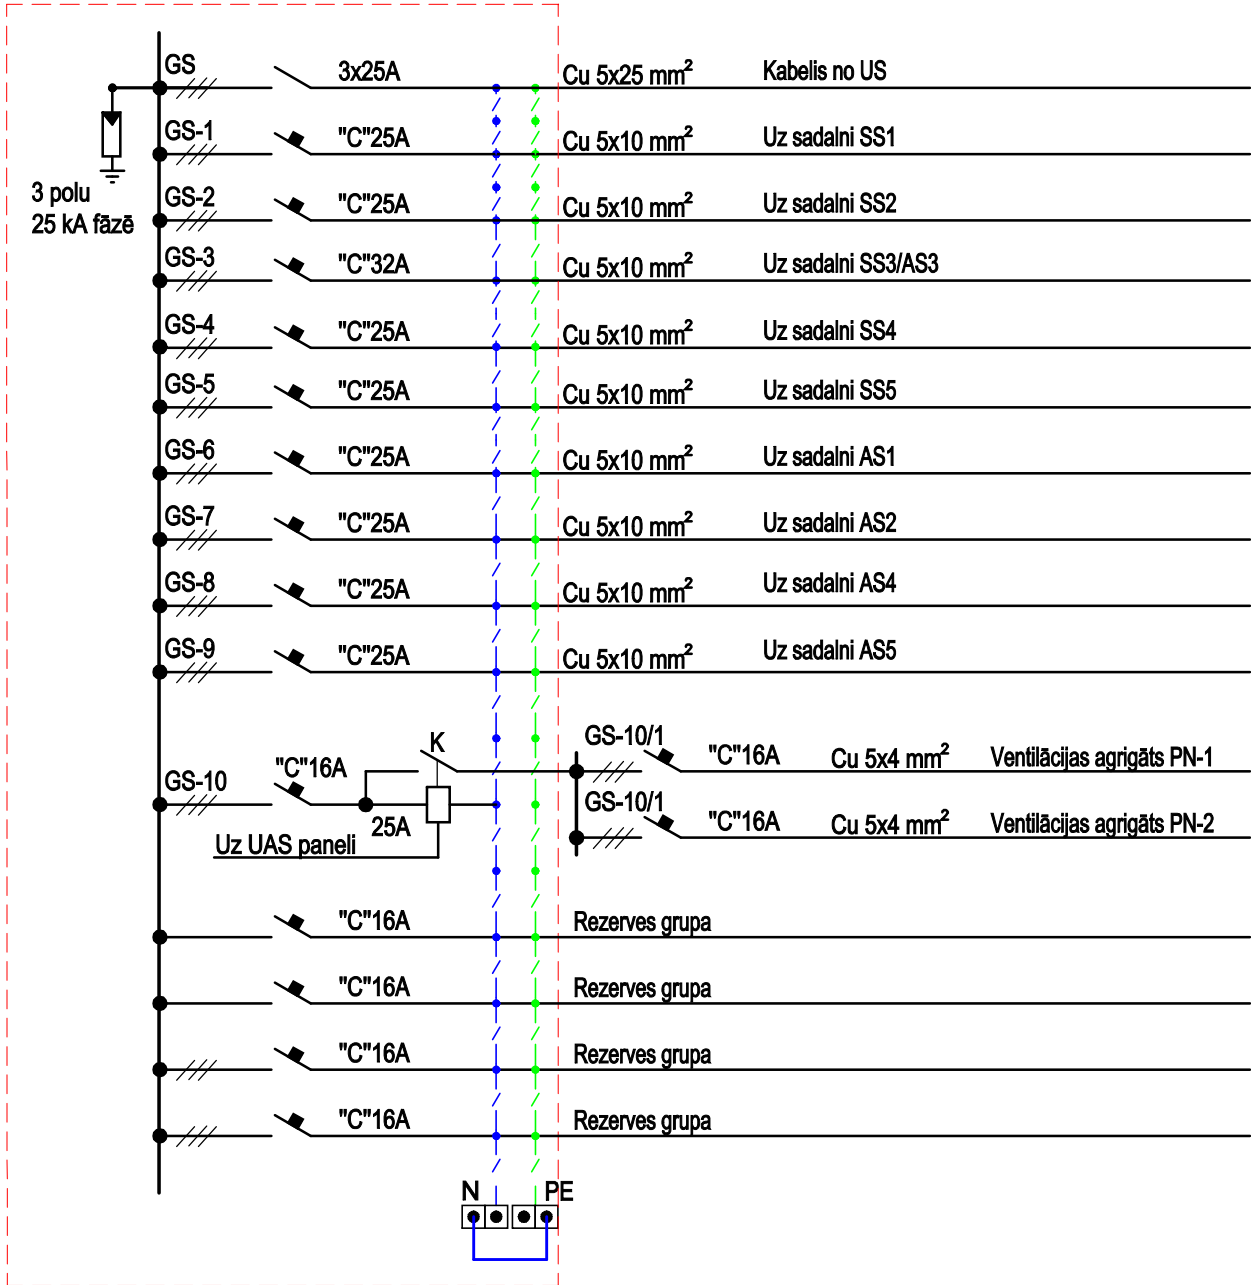 GS 3x25A Cu 5x25 mm² Kabelis no US
GS-1 "C"25A Cu 5x10 mm² Uz sadalni SS1
3 polu
25 kA fāzē
GS-2 "C"25A Cu 5x10 mm² Uz sadalni SS2
GS-3 "C"32A Cu 5x10 mm² Uz sadalni SS3/AS3
GS-4 "C"25A Cu 5x10 mm² Uz sadalni SS4
GS-5 "C"25A Cu 5x10 mm² Uz sadalni SS5
GS-6 "C"25A Cu 5x10 mm² Uz sadalni AS1
GS-7 "C"25A Cu 5x10 mm² Uz sadalni AS2
GS-8 "C"25A Cu 5x10 mm² Uz sadalni AS4
GS-9 "C"25A Cu 5x10 mm² Uz sadalni AS5
K GS-10/1 "C"16A Cu 5x4 mm² Ventilācijas agrigāts PN-1
GS-10 "C"16A
25A GS-10/1 "C"16A Cu 5x4 mm² Ventilācijas agrigāts PN-2
Uz UAS paneli
"C"16A Rezerves grupa
"C"16A Rezerves grupa
"C"16A Rezerves grupa
"C"16A Rezerves grupa
N PE